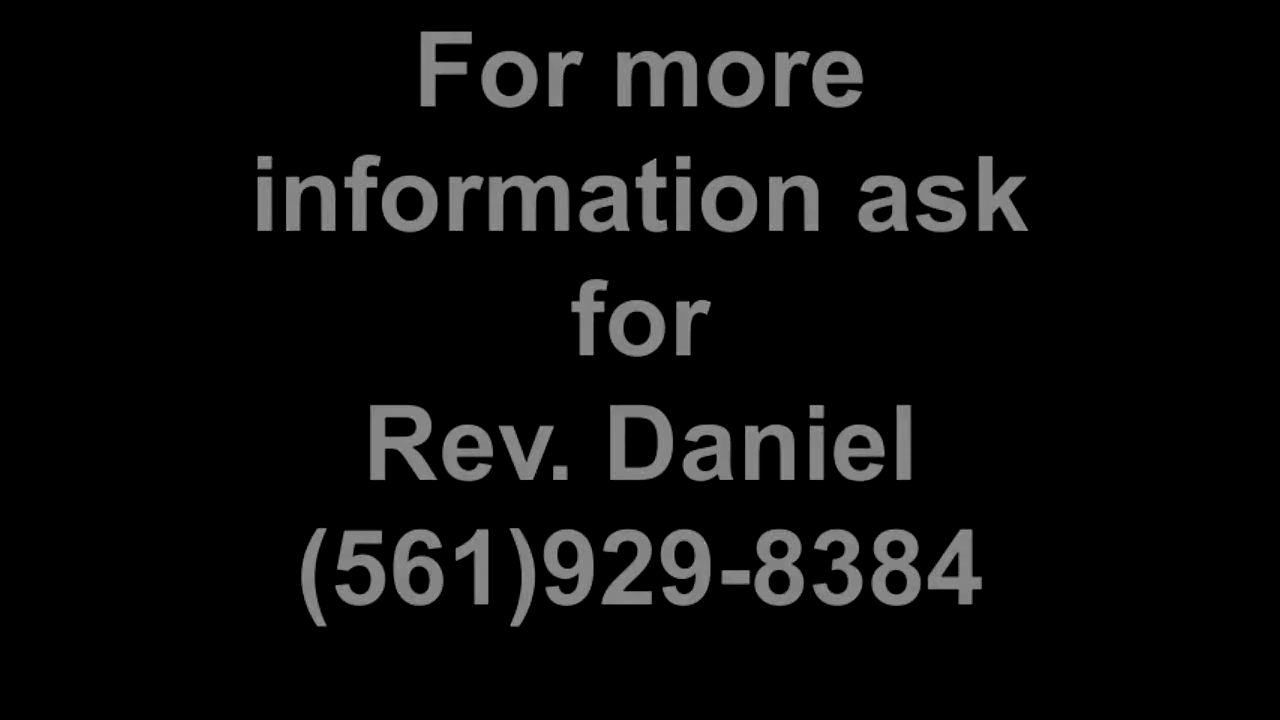 For more
information ask
for
Rev. Daniel
(561)929-8384